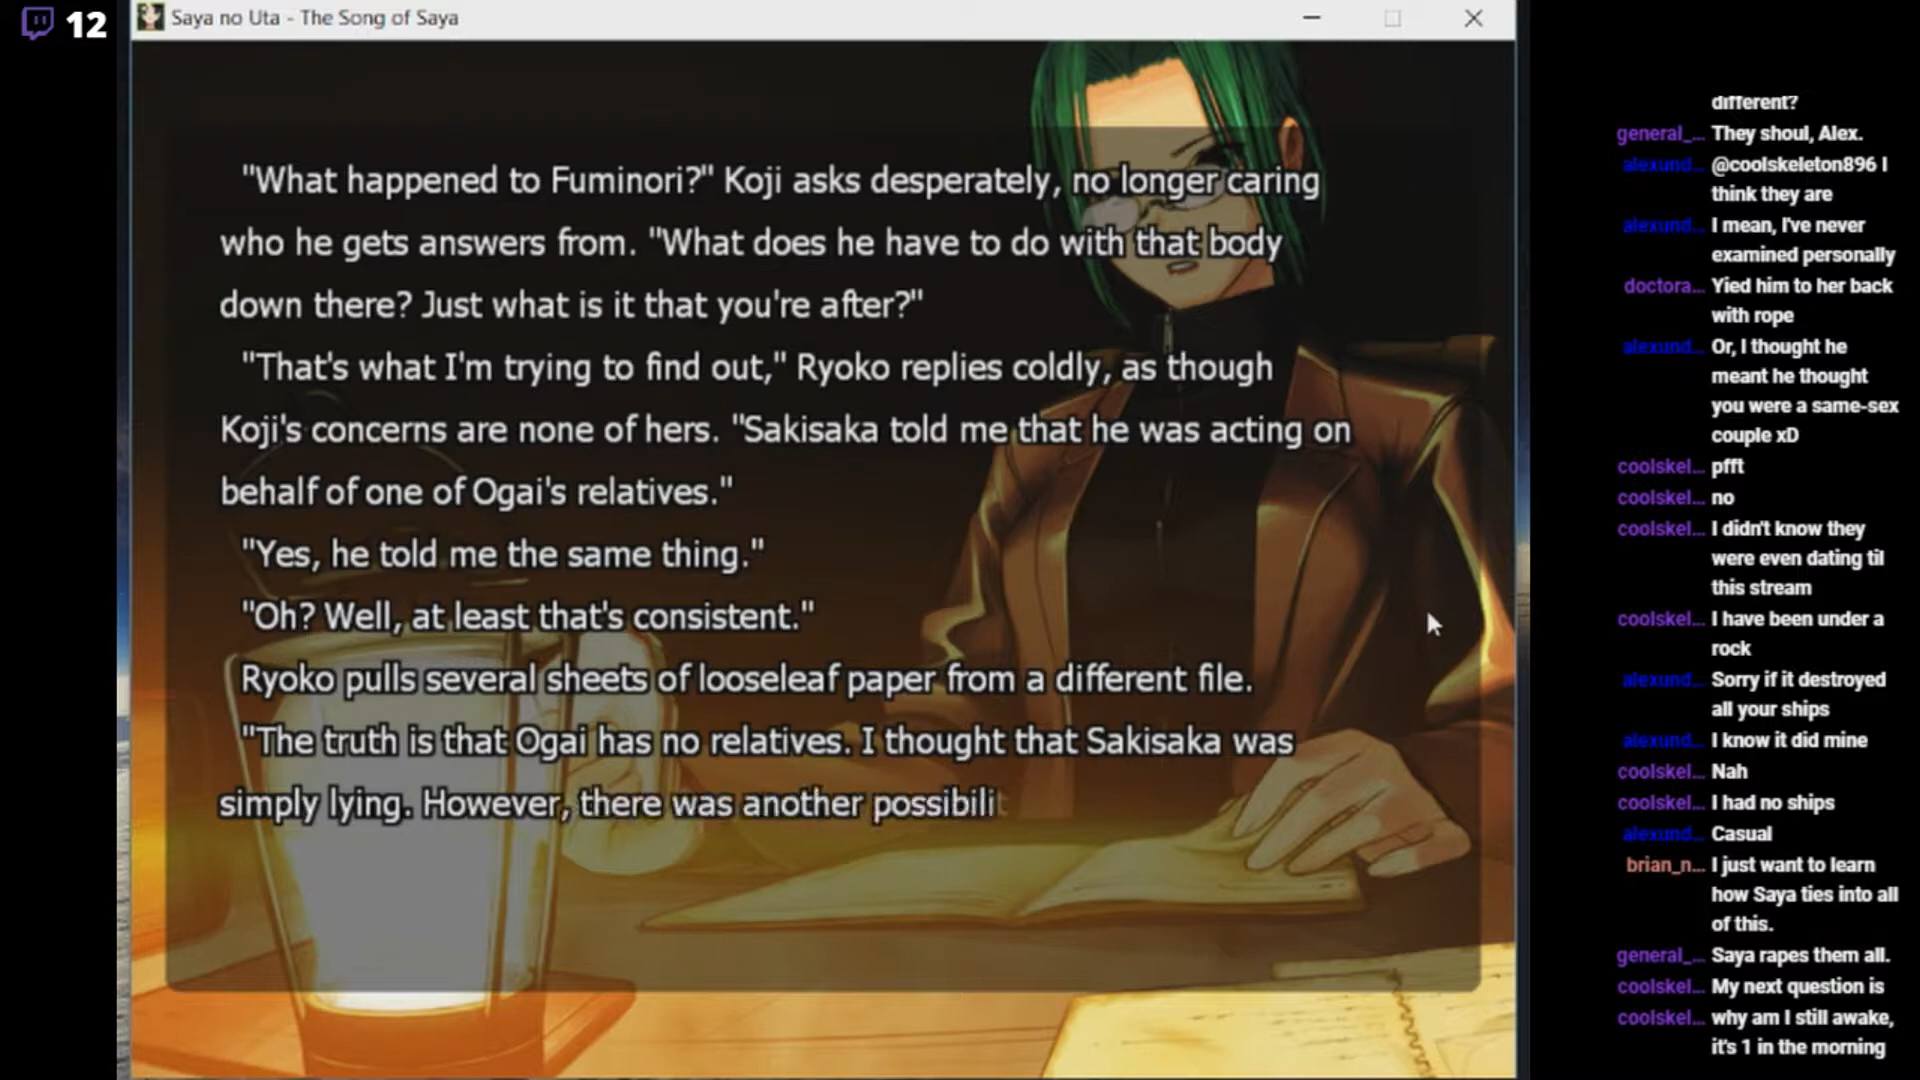 12
Saya no Uta - The Song of Saya
"What happened to Fuminori?" Koji asks desperately, no longer caring
who he gets answers from. "What does he have to do with that body
down there? Just what is it that you're after?"
"That's what I'm trying to find out," Ryoko replies coldly, as though
Koji's concerns are none of hers. "Sakisaka told me that he was acting on
behalf of one of Ogai's relatives."
"Yes, he told me the same thing."
"Oh? Well, at least that's consistent."
Ryoko pulls several sheets of looseleaf paper from a different file.
"The truth is that Ogai has no relatives. I thought that Sakisaka was
simply lying. However, there was another possibilit
different?
general_... They shoul, Alex.
alexund... @coolskeleton896 I
think they are
alexund... I mean, I've never
examined personally
doctora... Yied him to her back
with rope
alexund... Or, I thought he
meant he thought
you were a same-sex
couple xD
coolskel... pfft
coolskel... no
coolskel... I didn't know they
were even dating til
this stream
coolskel... I have been under a
rock
alexund... Sorry if it destroyed
all your ships
alexund... I know it did mine
coolskel... Nah
coolskel... I had no ships
alexund... Casual
brian_n... I just want to learn
how Saya ties into all
of this.
general_... Saya rapes them all.
coolskel... My next question is
coolskel... why am I still awake,
it's 1 in the morning